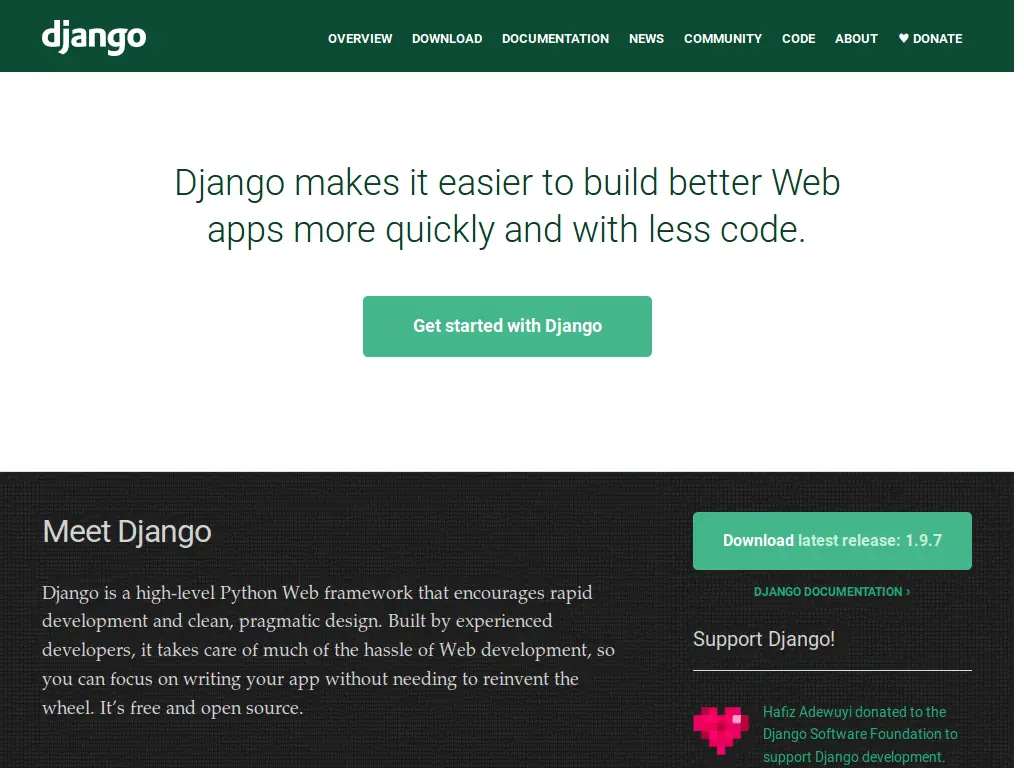 django
OVERVIEW DOWNLOAD DOCUMENTATION NEWS COMMUNITY CODE ABOUT ♥ DONATE
Django makes it easier to build better Web
apps more quickly and with less code.
Get started with Django
Meet Django
Django is a high-level Python Web framework that encourages rapid
development and clean, pragmatic design. Built by experienced
developers, it takes care of much of the hassle of Web development, so
you can focus on writing your app without needing to reinvent the
wheel. It’s free and open source.
Download latest release: 1.9.7
DJANGO DOCUMENTATION ›
Support Django!
Hafiz Adewuyi donated to the
Django Software Foundation to
support Django development.